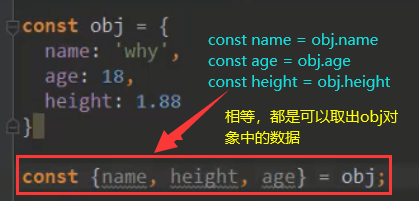 const obj = {
name: 'why',
age: 18,
height: 1.88
}
const name = obj.name
const age = obj.age
const height = obj.height
相等，都是可以取出obj对
象中的数据
const {name, height, age} = obj;